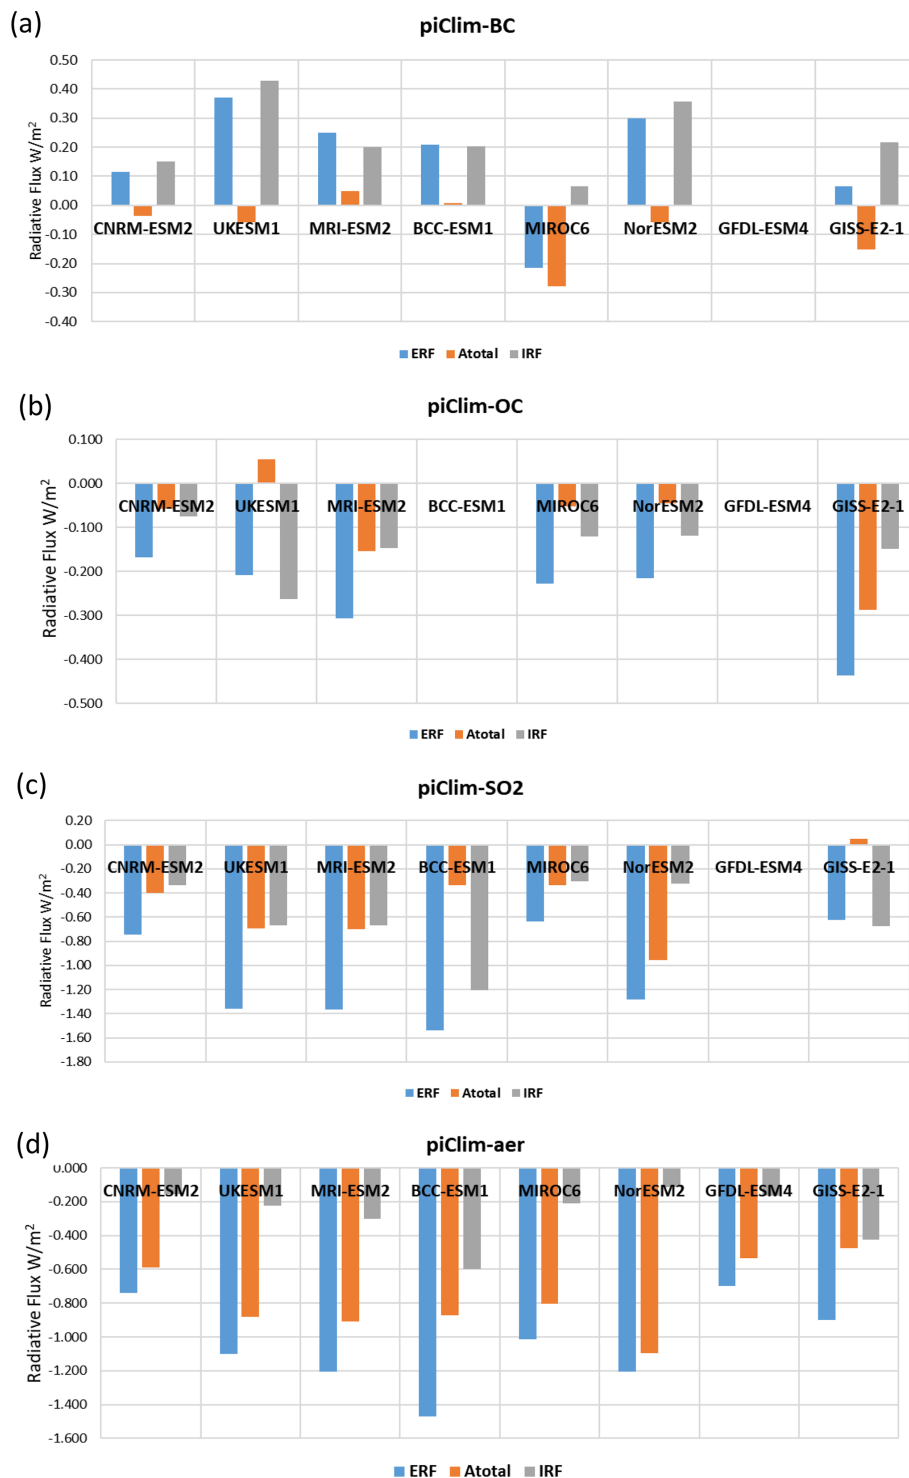 (a)
piClim-BC
Radiative Flux W/m²
0.50
0.40
0.30
0.20
0.10
0.00
-0.10
-0.20
-0.30
-0.40
CNRM-ESM2 UKESM1 MRI-ESM2 BCC-ESM1 MIROC6 NorESM2 GFDL-ESM4 GISS-E2-1
ERF Atotal IRF
(b)
piClim-OC
Radiative Flux W/m²
0.100
0.000
-0.100
-0.200
-0.300
-0.400
-0.500
CNRM-ESM2 UKESM1 MRI-ESM2 BCC-ESM1 MIROC6 NorESM2 GFDL-ESM4 GISS-E2-1
ERF Atotal IRF
(c)
piClim-SO2
Radiative Flux W/m²
0.20
0.00
-0.20
-0.40
-0.60
-0.80
-1.00
-1.20
-1.40
-1.60
-1.80
CNRM-ESM2 UKESM1 MRI-ESM2 BCC-ESM1 MIROC6 NorESM2 GFDL-ESM4 GISS-E2-1
ERF Atotal IRF
(d)
piClim-aer
Radiative Flux W/m²
0.000
-0.200
-0.400
-0.600
-0.800
-1.000
-1.200
-1.400
-1.600
CNRM-ESM2 UKESM1 MRI-ESM2 BCC-ESM1 MIROC6 NorESM2 GFDL-ESM4 GISS-E2-1
ERF Atotal IRF